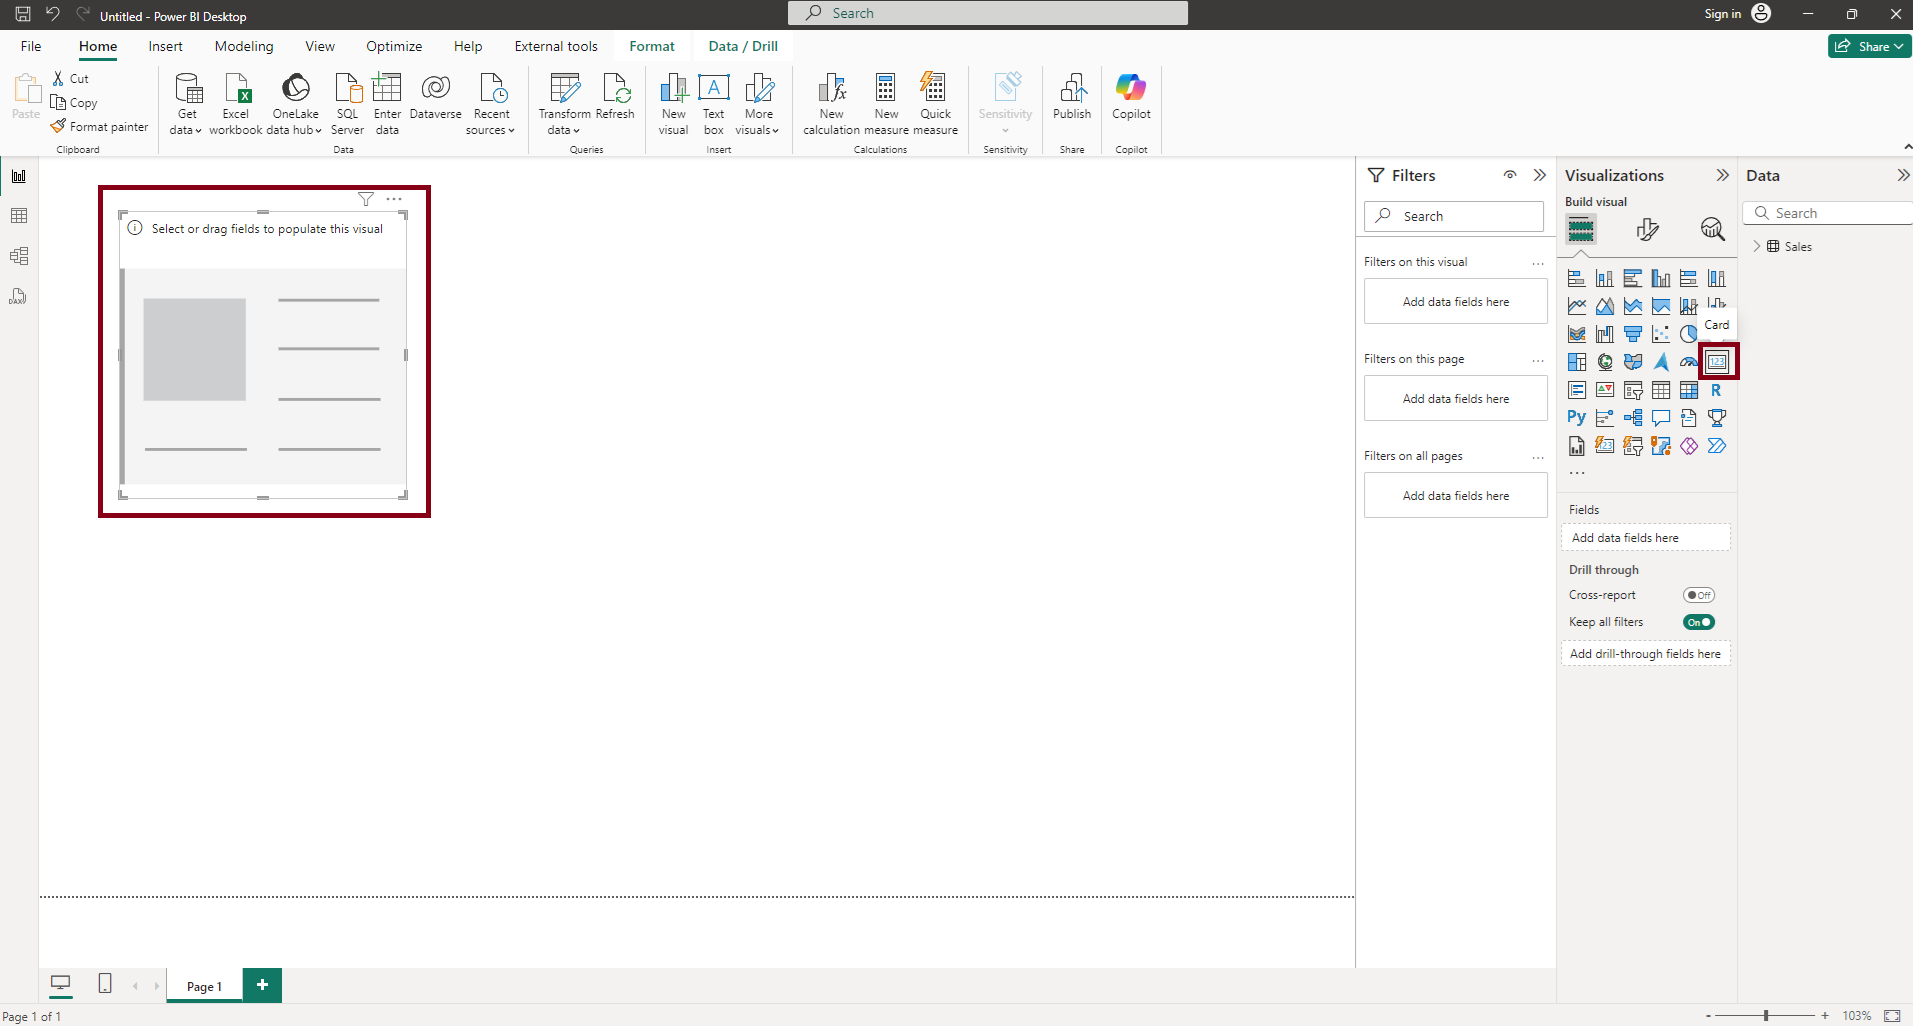 Untitled - Power BI Desktop
Search
Sign in
File
Home
Insert
Modeling
View
Optimize
Help
External tools
Format
Data / Drill
Share
Paste
Cut
Copy
Format painter
Clipboard
Get data
Excel workbook
OneLake data hub
SQL Server
Enter data
Dataverse
Recent sources
Data
Transform data
Refresh
Queries
New visual
Text box
More visuals
Insert
New calculation
New measure
Quick measure
Calculations
Sensitivity
Sensitivity
Publish
Share
Copilot
Copilot
Select or drag fields to populate this visual
Filters
Search
Filters on this visual
Add data fields here
Filters on this page
Add data fields here
Filters on all pages
Add data fields here
Visualizations
Build visual
Card
123
R
Py
123
Fields
Add data fields here
Drill through
Cross-report
Off
Keep all filters
On
Add drill-through fields here
Data
Search
Sales
DAX
Page 1
Page 1 of 1
103%